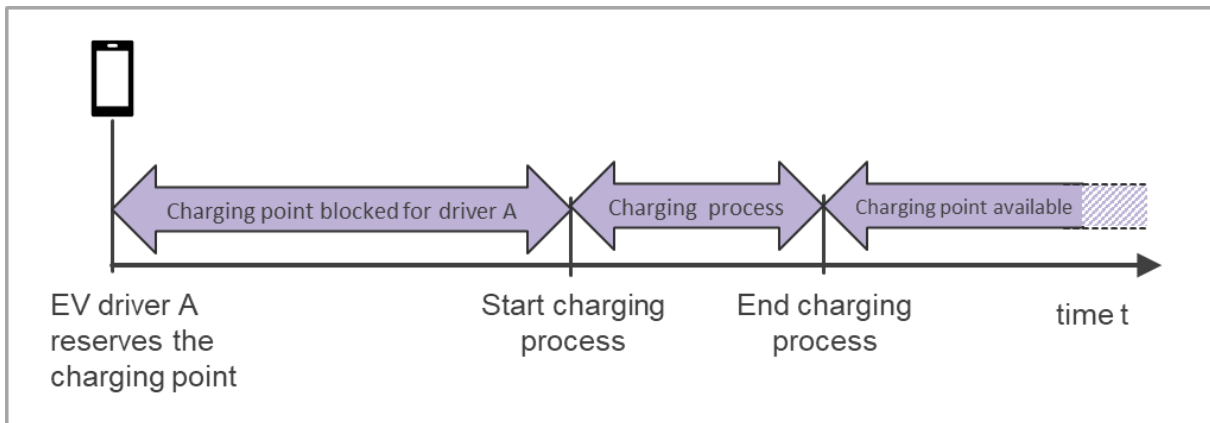 Charging point blocked for driver A
Charging process
Charging point available
EV driver A
reserves the
charging point
Start charging
process
End charging
process
time t